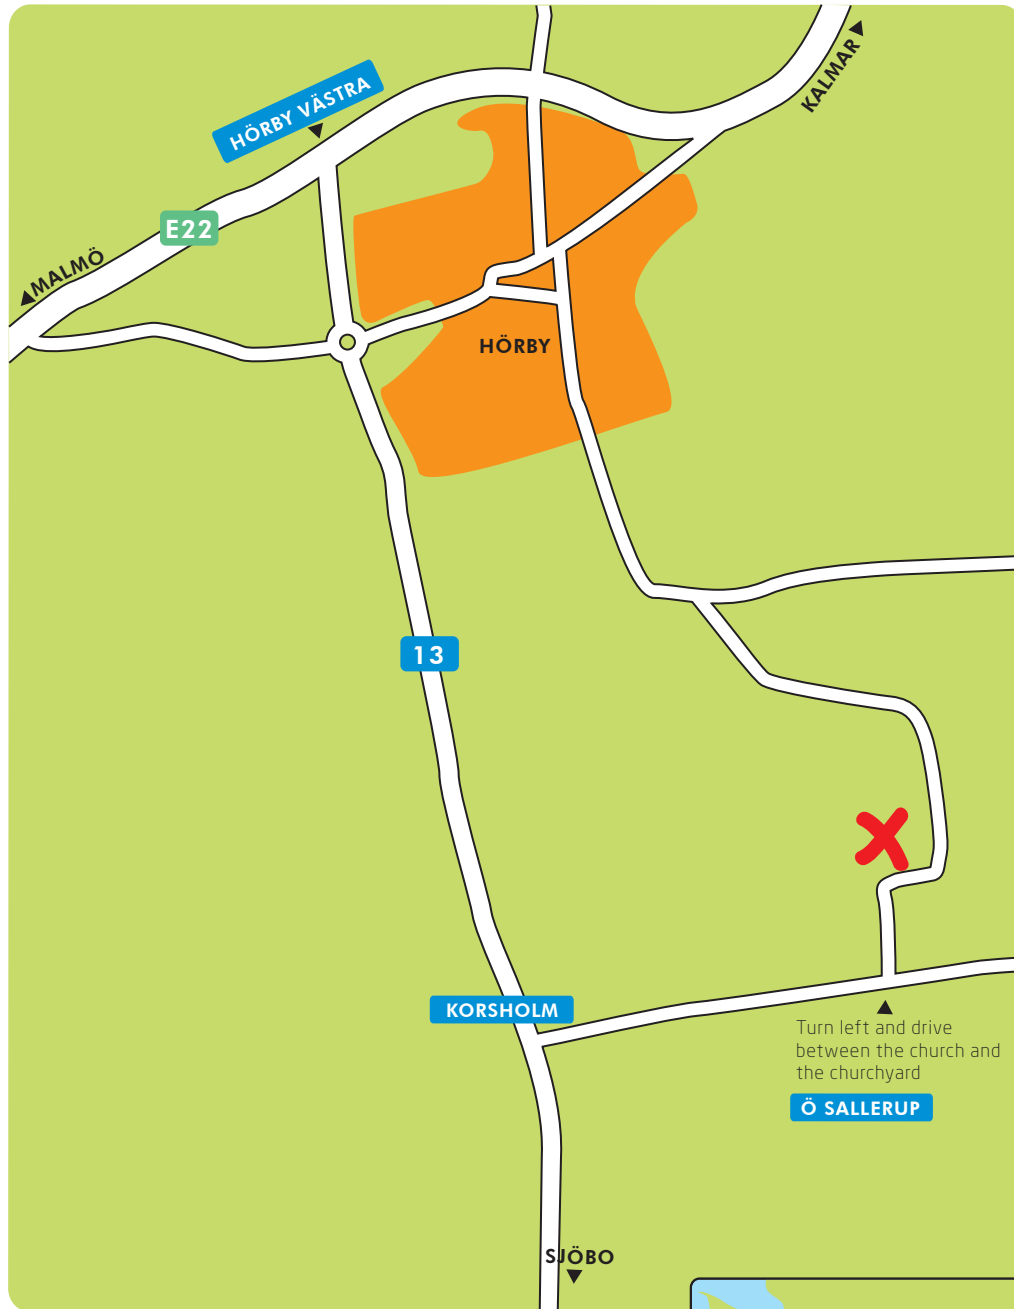 KALMAR
HÖRBY VÄSTRA
E22
MALMÖ
HÖRBY
13
KORSHOLM
Turn left and drive
between the church and
the churchyard
Ö SALLERUP
SJÖBO